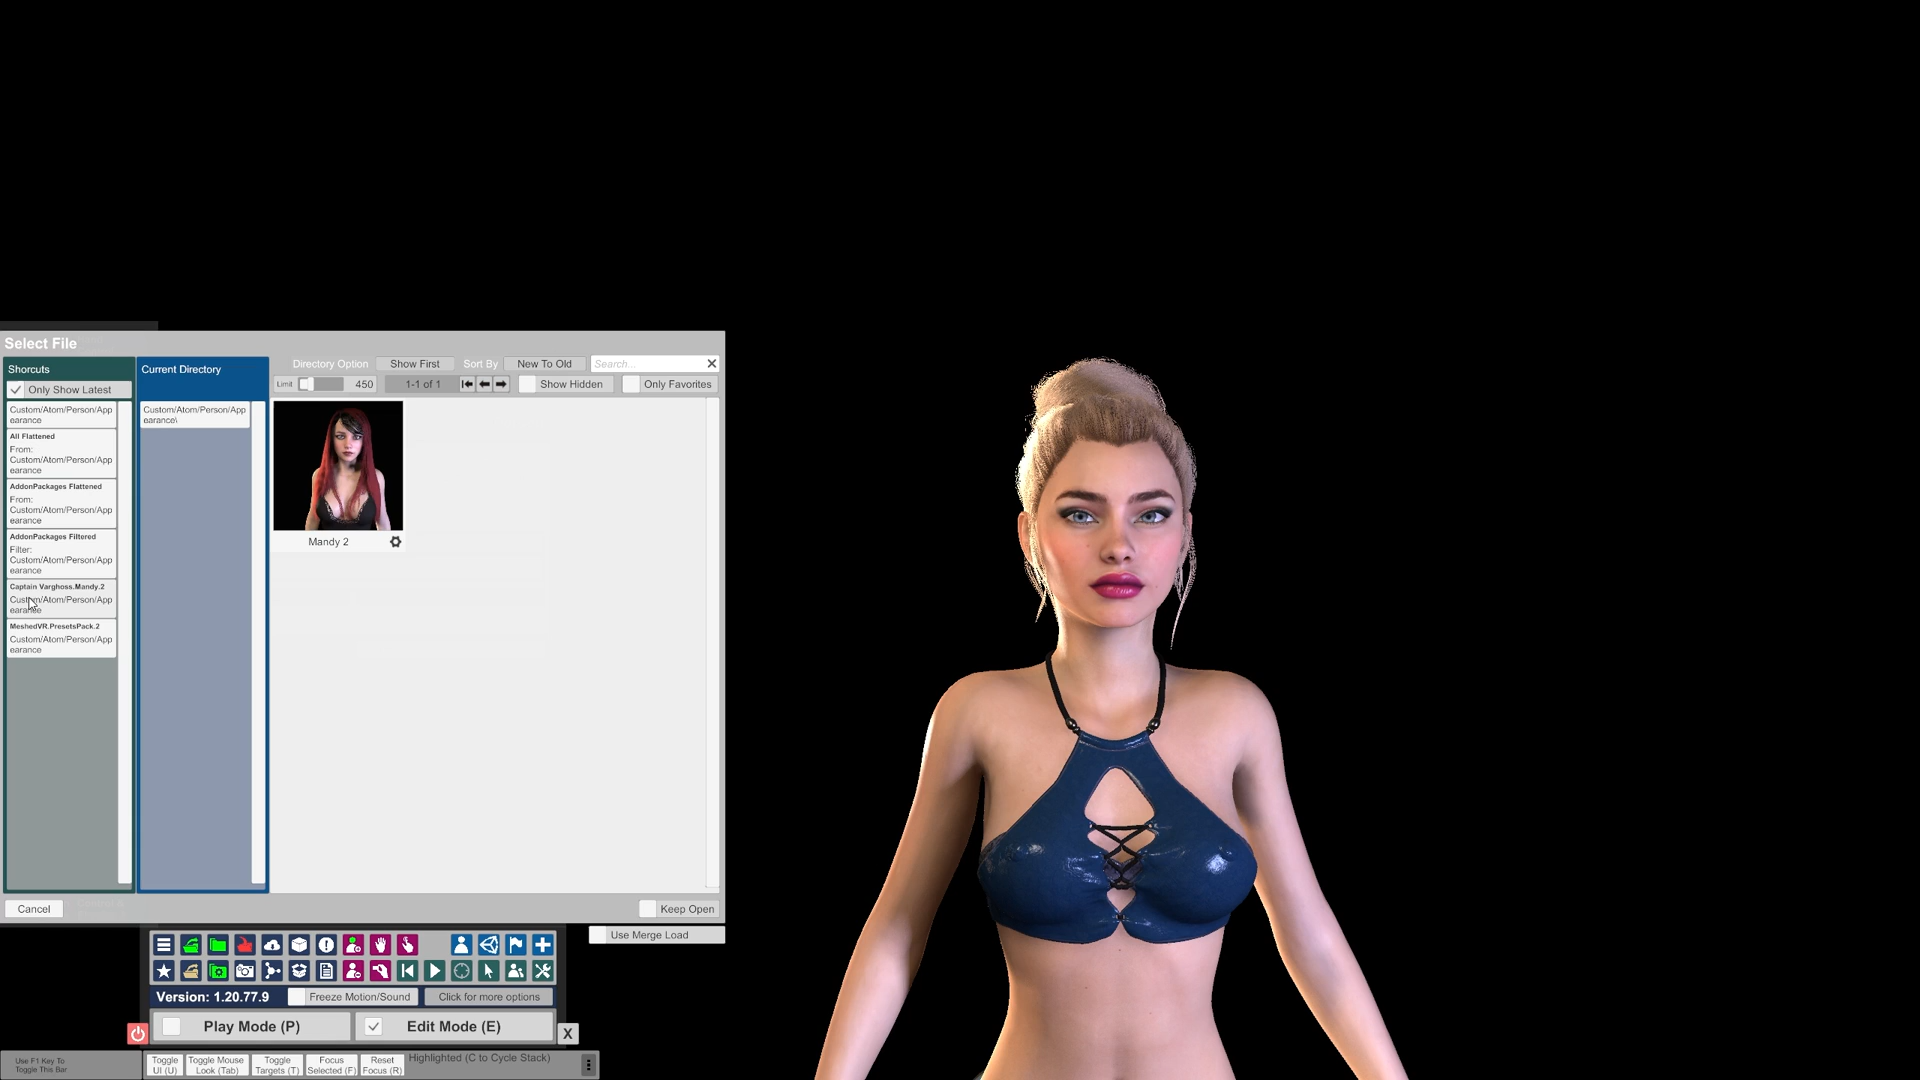 Select File
Shorcuts
Only Show Latest
Custom/Atom/Person/App
earance
All Flattened
From:
Custom/Atom/Person/App
earance
AddonPackages Flattened
From:
Custom/Atom/Person/App
earance
AddonPackages Filtered
Filter:
Custom/Atom/Person/App
earance
Captain Varghoss.Mandy.2
Custom/Atom/Person/App
earance
MeshedVR.PresetsPack.2
Custom/Atom/Person/App
earance
Current Directory
Custom/Atom/Person/App
earance\
Directory Option
Show First
Sort By
New To Old
Search...
Limit
450
1-1 of 1
Show Hidden
Only Favorites
Mandy 2
Cancel
Keep Open
Use Merge Load
Version: 1.20.77.9
Freeze Motion/Sound
Click for more options
Play Mode (P)
Edit Mode (E)
X
Use F1 Key To
Toggle This Bar
Toggle
UI (U)
Toggle Mouse
Look (Tab)
Toggle
Targets (T)
Focus
Selected (F)
Reset
Focus (R)
Highlighted (C to Cycle Stack)